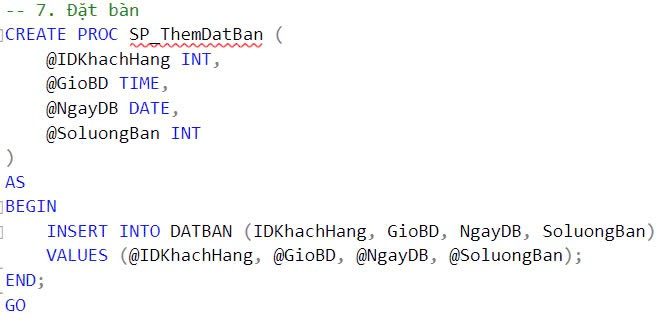 -- 7. Đặt bàn
CREATE PROC SP_ThemDatBan (
    @IDKhachHang INT,
    @GioBD TIME,
    @NgayDB DATE,
    @SoluongBan INT
)
AS
BEGIN
    INSERT INTO DATBAN (IDKhachHang, GioBD, NgayDB, SoluongBan)
    VALUES (@IDKhachHang, @GioBD, @NgayDB, @SoluongBan);
END;
GO